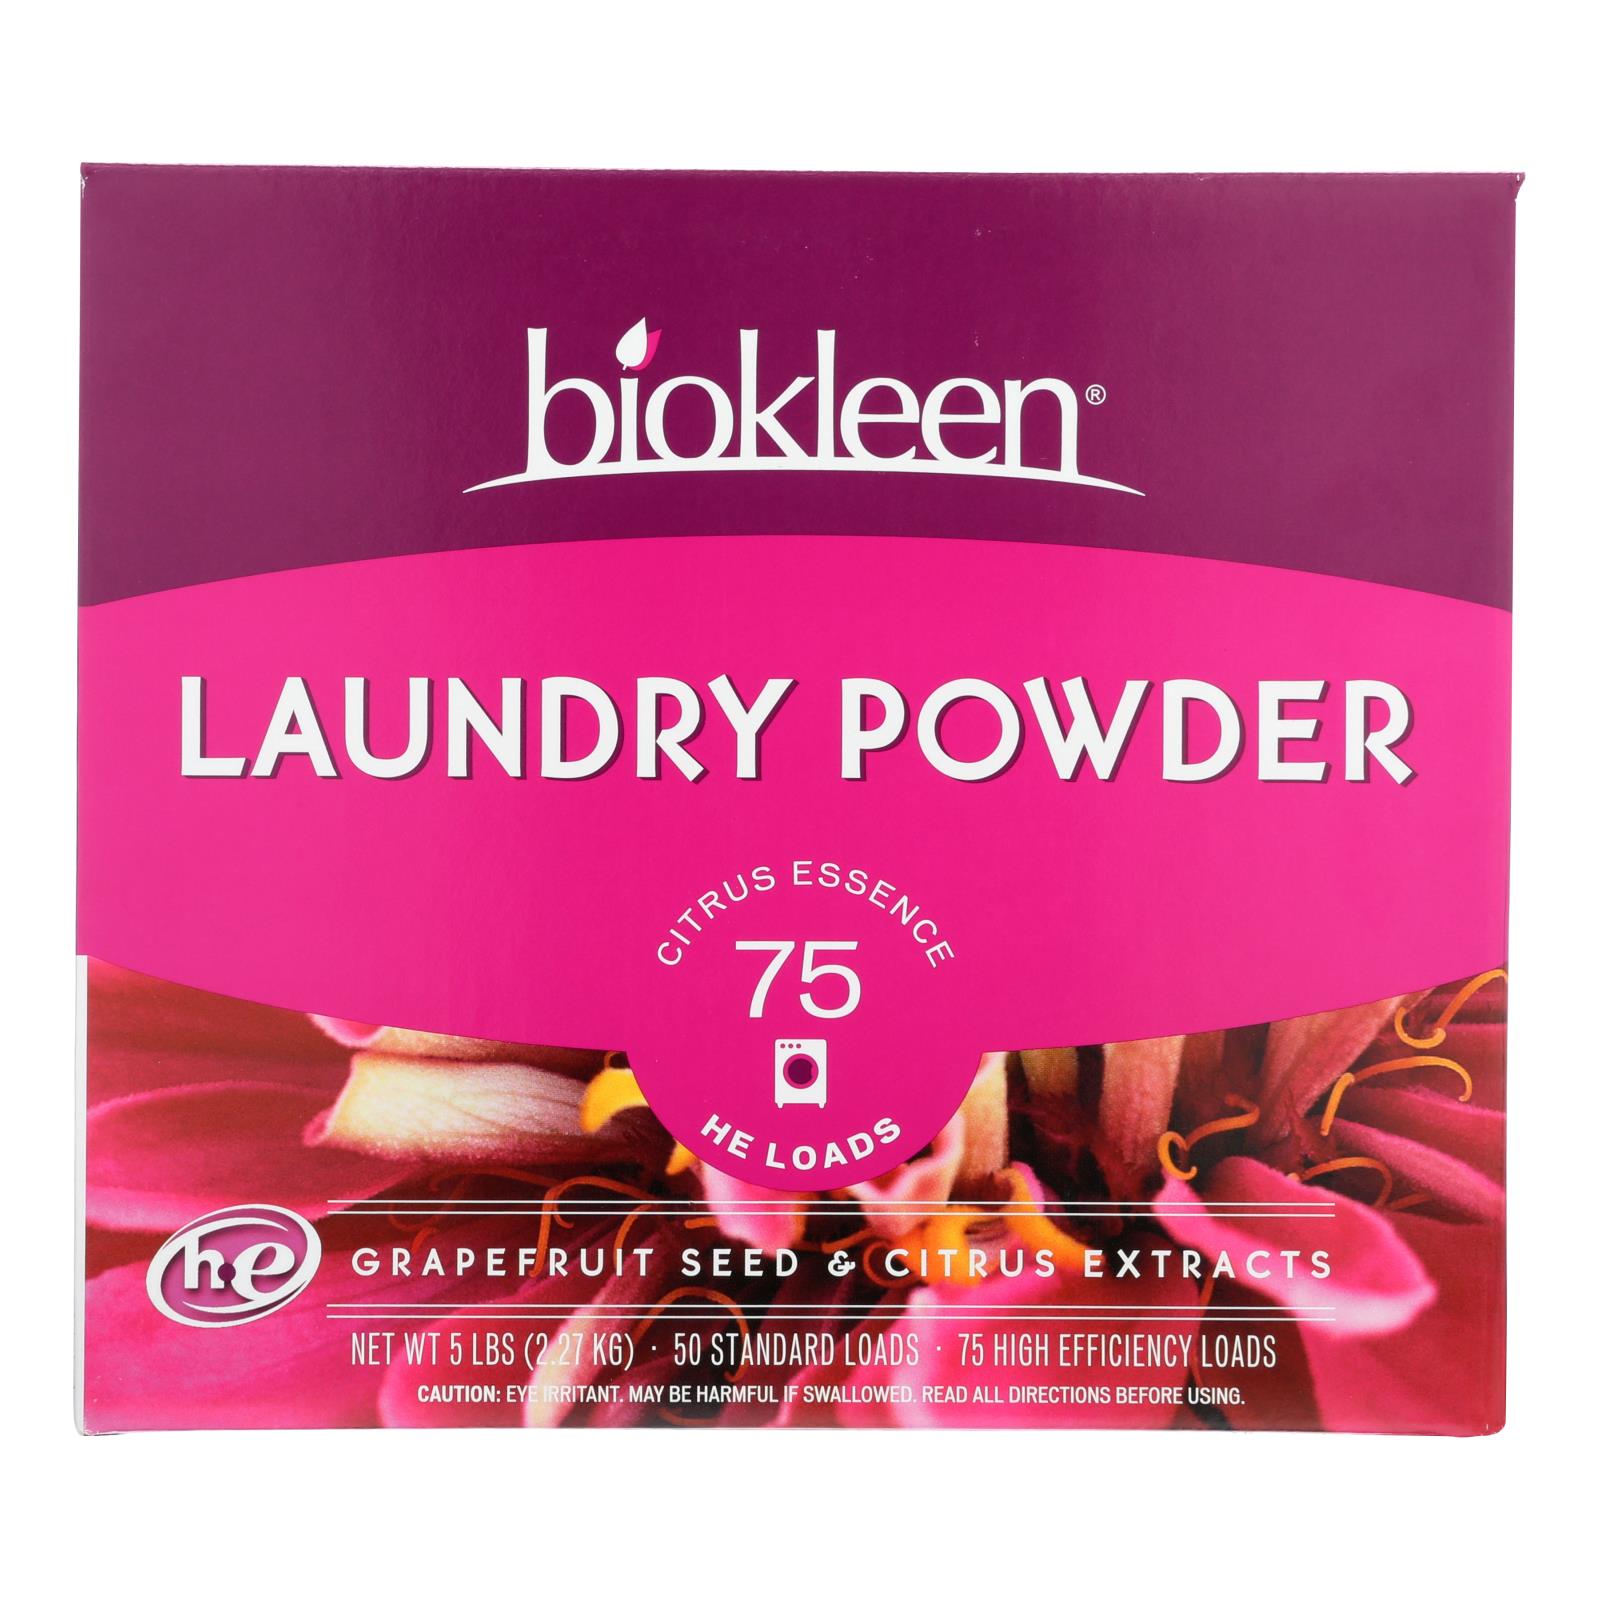 biokleen®
LAUNDRY POWDER
CITRUS ESSENCE
75
HE LOADS
he
GRAPEFRUIT SEED & CITRUS EXTRACTS
NET WT 5 LBS (2.27 KG) · 50 STANDARD LOADS · 75 HIGH EFFICIENCY LOADS
CAUTION: EYE IRRITANT. MAY BE HARMFUL IF SWALLOWED. READ ALL DIRECTIONS BEFORE USING.